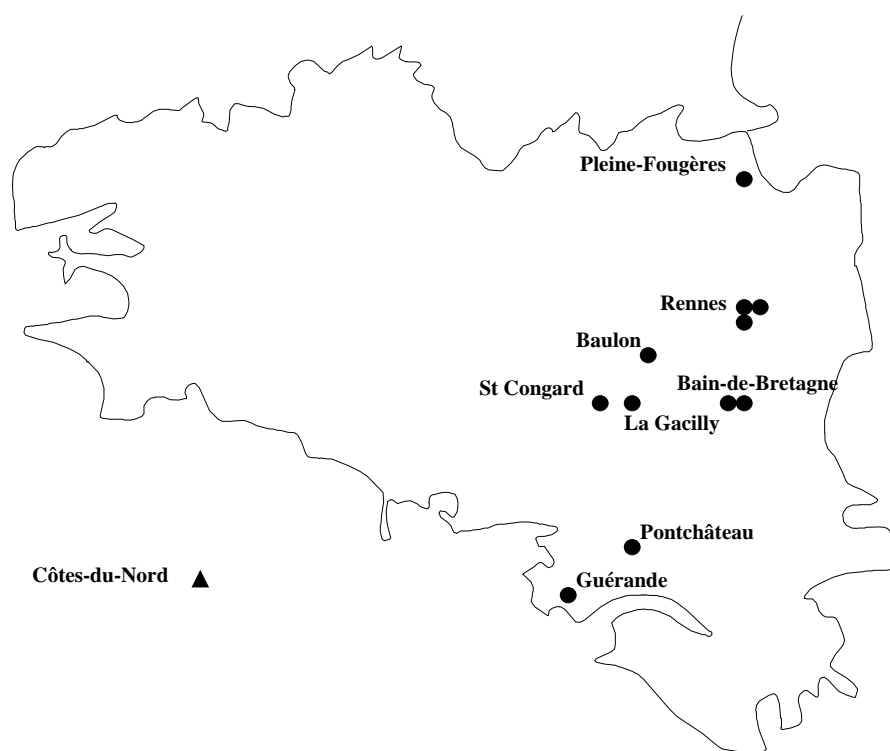 Pleine-Fougères
Rennes
Baulon
Bain-de-Bretagne
St Congard
La Gacilly
Pontchâteau
Côtes-du-Nord
Guérande